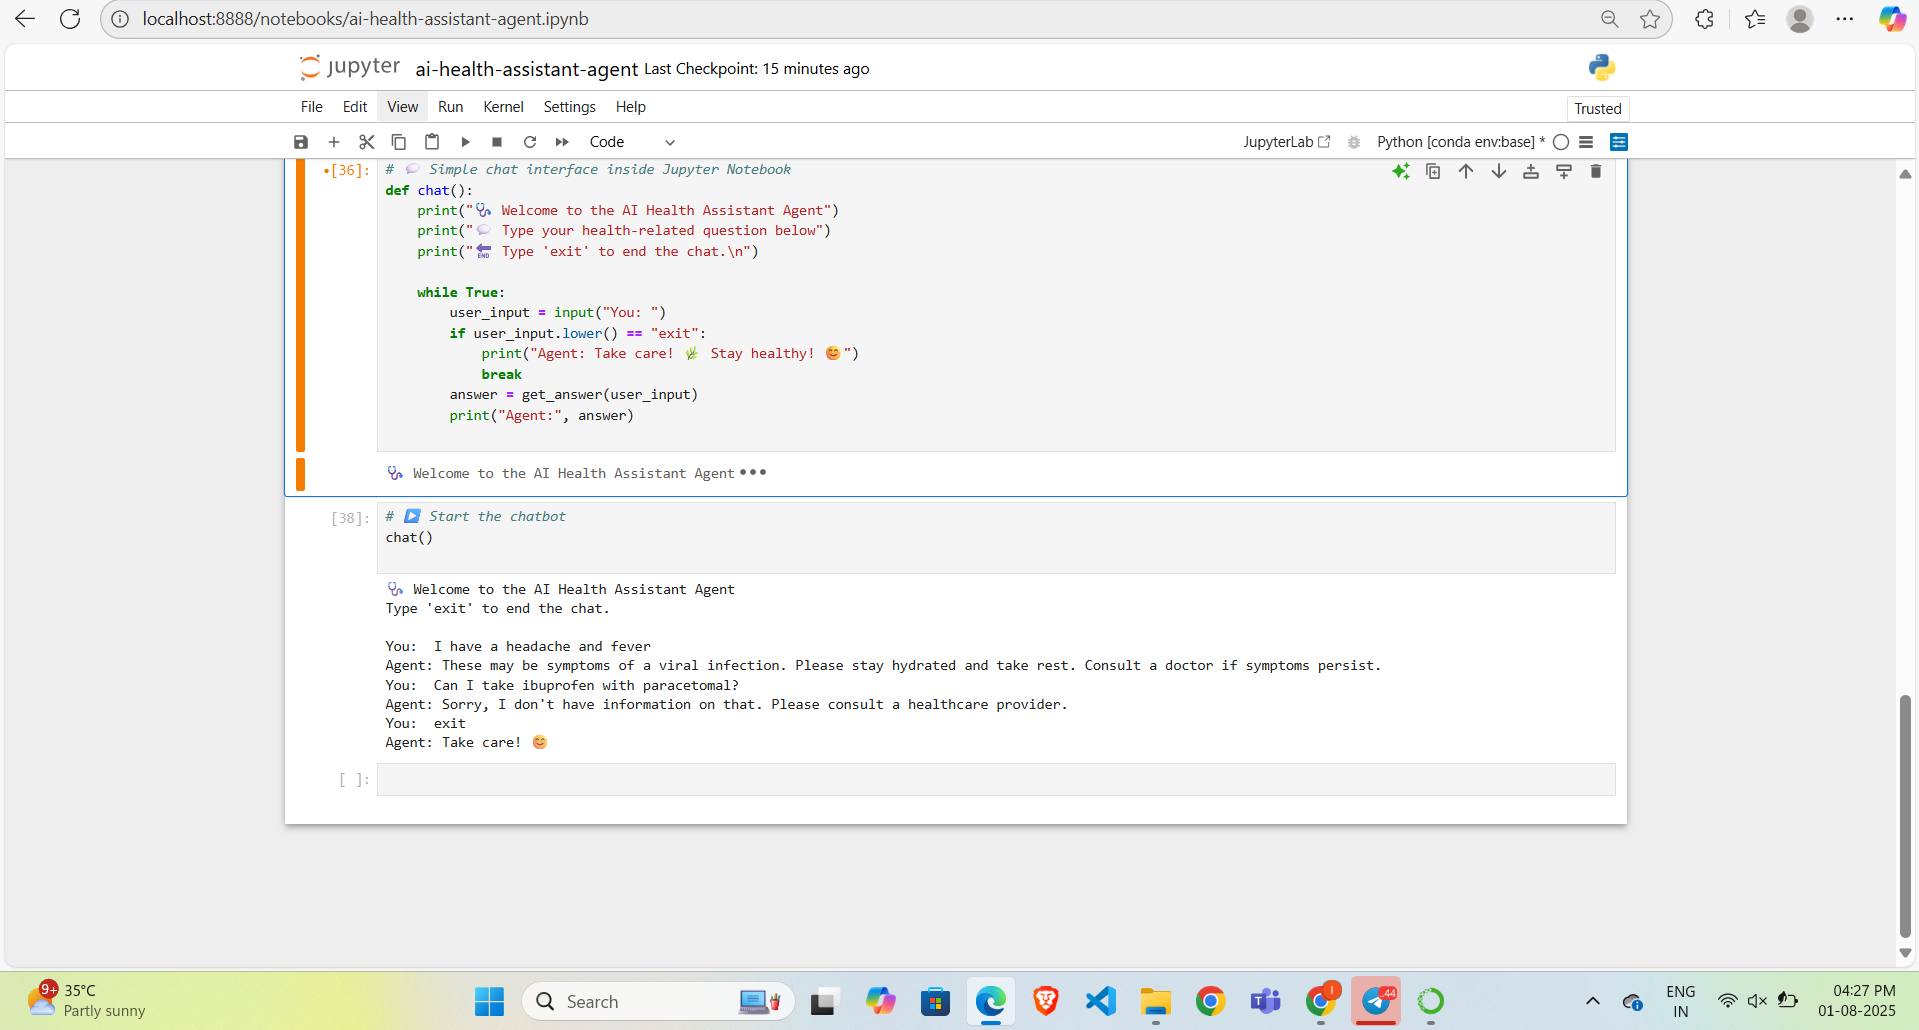 localhost:8888/notebooks/ai-health-assistant-agent.ipynb
jupyter ai-health-assistant-agent Last Checkpoint: 15 minutes ago
File Edit View Run Kernel Settings Help
Trusted
Code
JupyterLab
Python [conda env:base] *
[36]:
# 💬 Simple chat interface inside Jupyter Notebook
def chat():
    print("🩺 Welcome to the AI Health Assistant Agent")
    print("💬 Type your health-related question below")
    print("🔚 Type 'exit' to end the chat.\n")
    while True:
        user_input = input("You: ")
        if user_input.lower() == "exit":
            print("Agent: Take care! 🌿 Stay healthy! 😊")
            break
        answer = get_answer(user_input)
        print("Agent:", answer)
🩺 Welcome to the AI Health Assistant Agent •••
[38]:
# ▶️ Start the chatbot
chat()
🩺 Welcome to the AI Health Assistant Agent
Type 'exit' to end the chat.
You:  I have a headache and fever
Agent: These may be symptoms of a viral infection. Please stay hydrated and take rest. Consult a doctor if symptoms persist.
You:  Can I take ibuprofen with paracetomal?
Agent: Sorry, I don't have information on that. Please consult a healthcare provider.
You:  exit
Agent: Take care! 😊
[ ]:
9+
35°C
Partly sunny
Search
44
ENG
IN
04:27 PM
01-08-2025